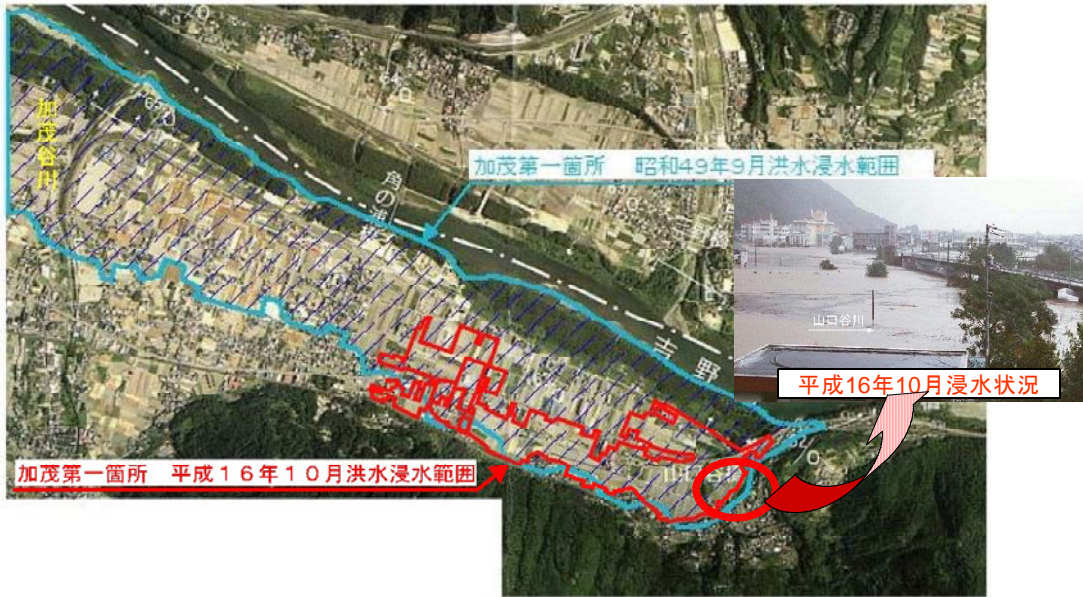 加茂谷川
加茂第一箇所　昭和49年9月洪水浸水範囲
角の浦
吉野
山口谷川
平成16年10月浸水状況
加茂第一箇所　平成１６年１０月洪水浸水範囲